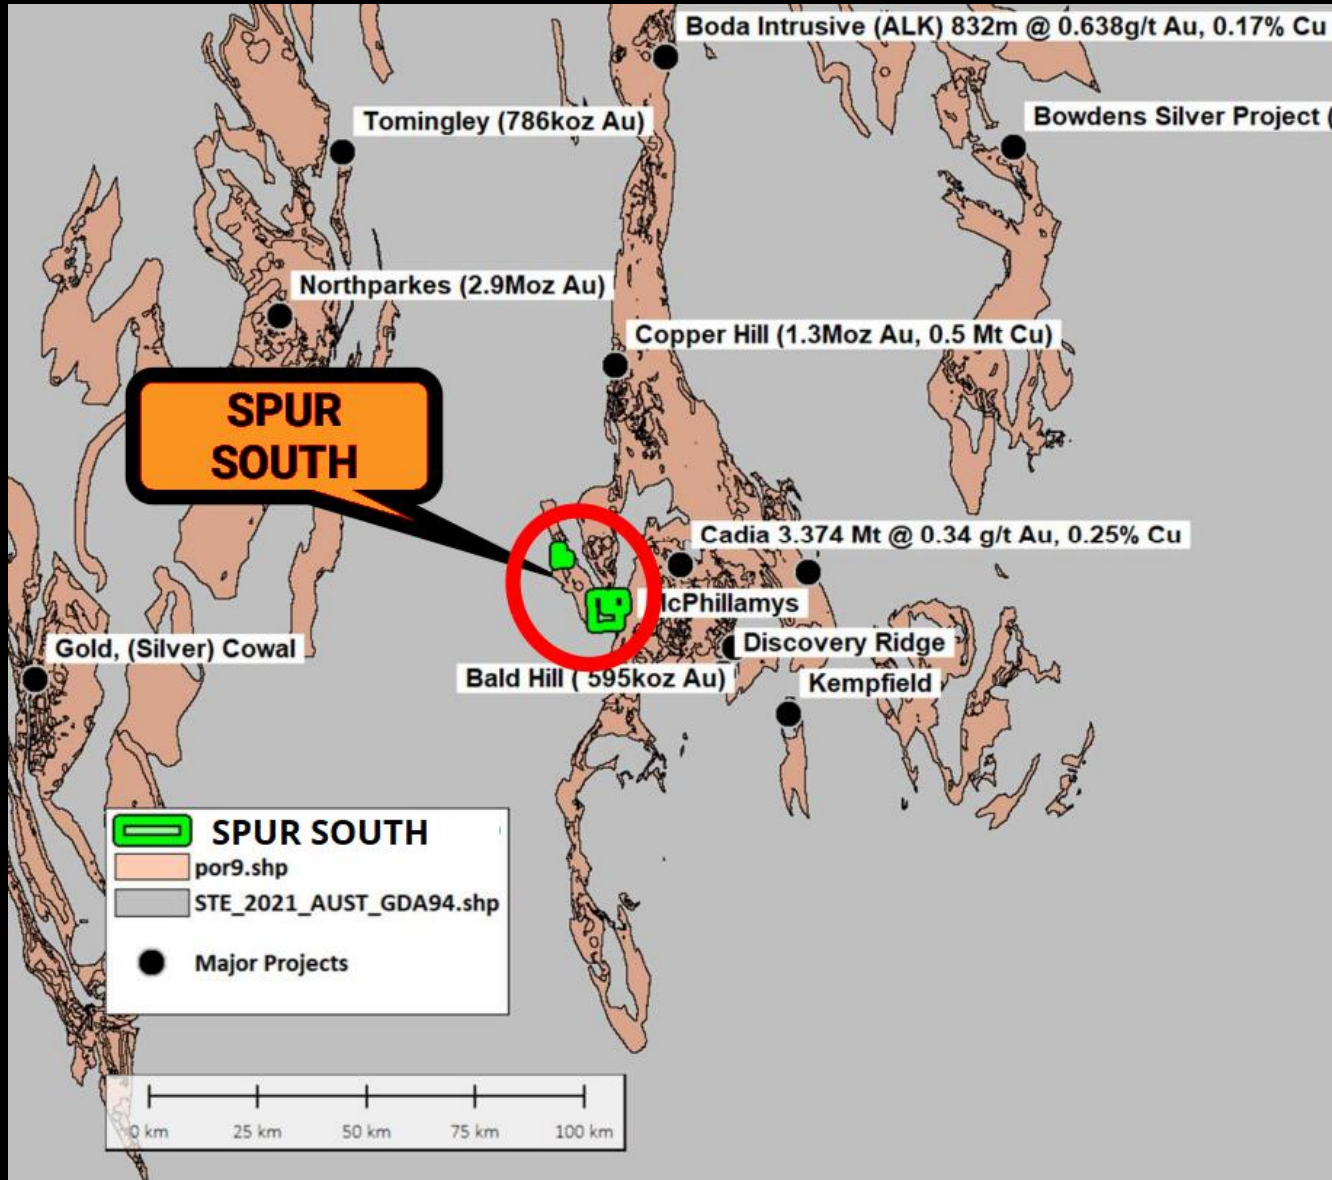 Boda Intrusive (ALK) 832m @ 0.638g/t Au, 0.17% Cu
Tomingley (786koz Au)
Bowdens Silver Project (
Northparkes (2.9Moz Au)
Copper Hill (1.3Moz Au, 0.5 Mt Cu)
SPUR
SOUTH
Cadia 3.374 Mt @ 0.34 g/t Au, 0.25% Cu
cPhillamys
Discovery Ridge
Gold, (Silver) Cowal
Bald Hill ( 595koz Au)
Kempfield
SPUR SOUTH
por9.shp
STE_2021_AUST_GDA94.shp
Major Projects
0 km
25 km
50 km
75 km
100 km